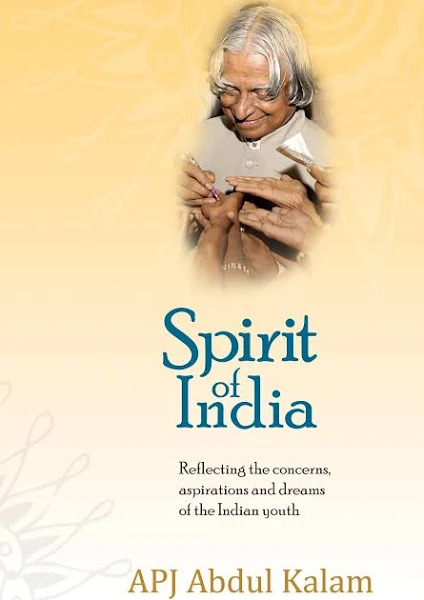 Spirit
of
India
Reflecting the concerns,
aspirations and dreams
of the Indian youth
APJ Abdul Kalam